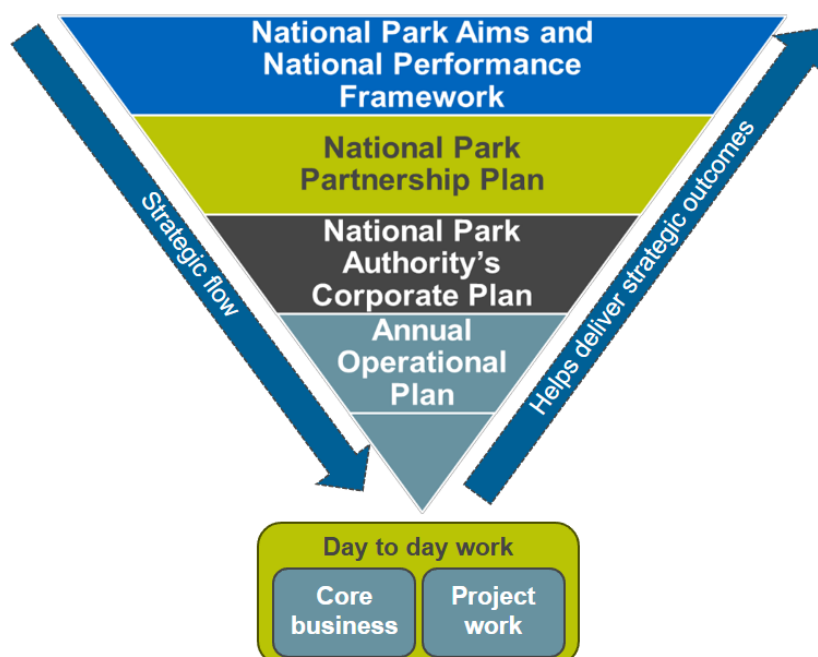 National Park Aims and
National Performance
Framework
National Park
Partnership Plan
National Park
Authority's
Corporate Plan
Annual
Operational
Plan
Strategic flow
Helps deliver strategic outcomes
Day to day work
Core
business
Project
work